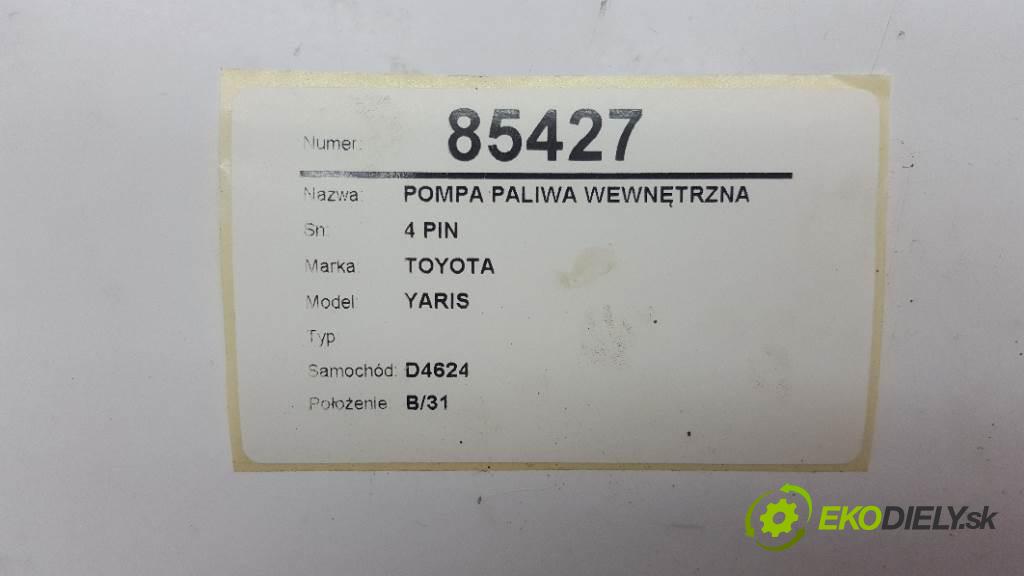 Numer: 85427
Nazwa: POMPA PALIWA WEWNĘTRZNA
Sn: 4 PIN
Marka: TOYOTA
Model: YARIS
Typ
Samochód: D4624
Położenie B/31
EKODIELY.sk